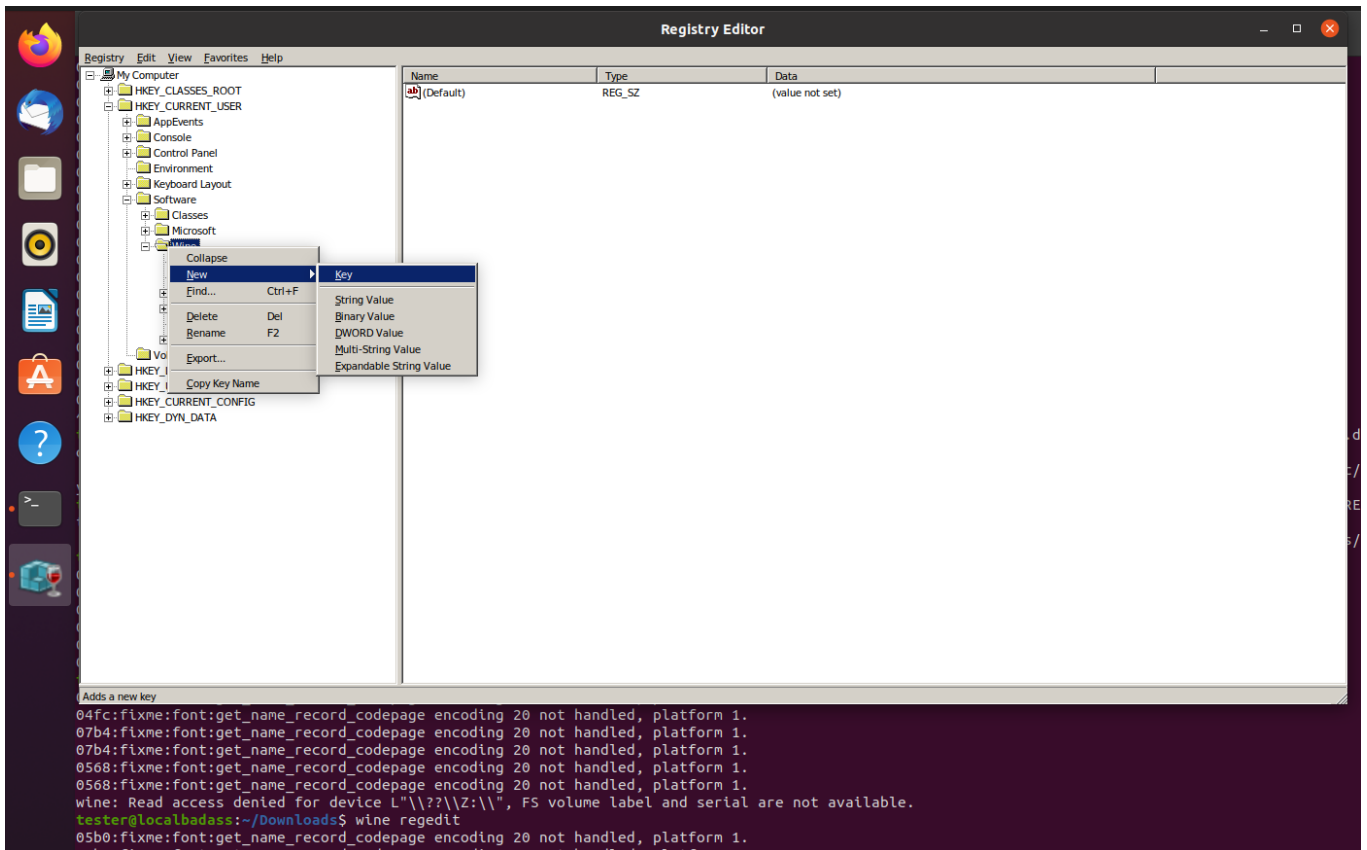 Registry Editor
Registry Edit View Favorites Help
My Computer
HKEY_CLASSES_ROOT
HKEY_CURRENT_USER
AppEvents
Console
Control Panel
Environment
Keyboard Layout
Software
Classes
Microsoft
Wine
Vol
HKEY_
HKEY_
HKEY_CURRENT_CONFIG
HKEY_DYN_DATA
Name Type Data
ab (Default) REG_SZ (value not set)
Collapse
New
Find... Ctrl+F
Delete Del
Rename F2
Export...
Copy Key Name
Key
String Value
Binary Value
DWORD Value
Multi-String Value
Expandable String Value
.d
c/
RE
s/
Adds a new key
04fc:fixme:font:get_name_record_codepage encoding 20 not handled, platform 1.
07b4:fixme:font:get_name_record_codepage encoding 20 not handled, platform 1.
07b4:fixme:font:get_name_record_codepage encoding 20 not handled, platform 1.
0568:fixme:font:get_name_record_codepage encoding 20 not handled, platform 1.
0568:fixme:font:get_name_record_codepage encoding 20 not handled, platform 1.
wine: Read access denied for device L"\\??\\Z:\\", FS volume label and serial are not available.
tester@localbadass:~/Downloads$ wine regedit
05b0:fixme:font:get_name_record_codepage encoding 20 not handled, platform 1.